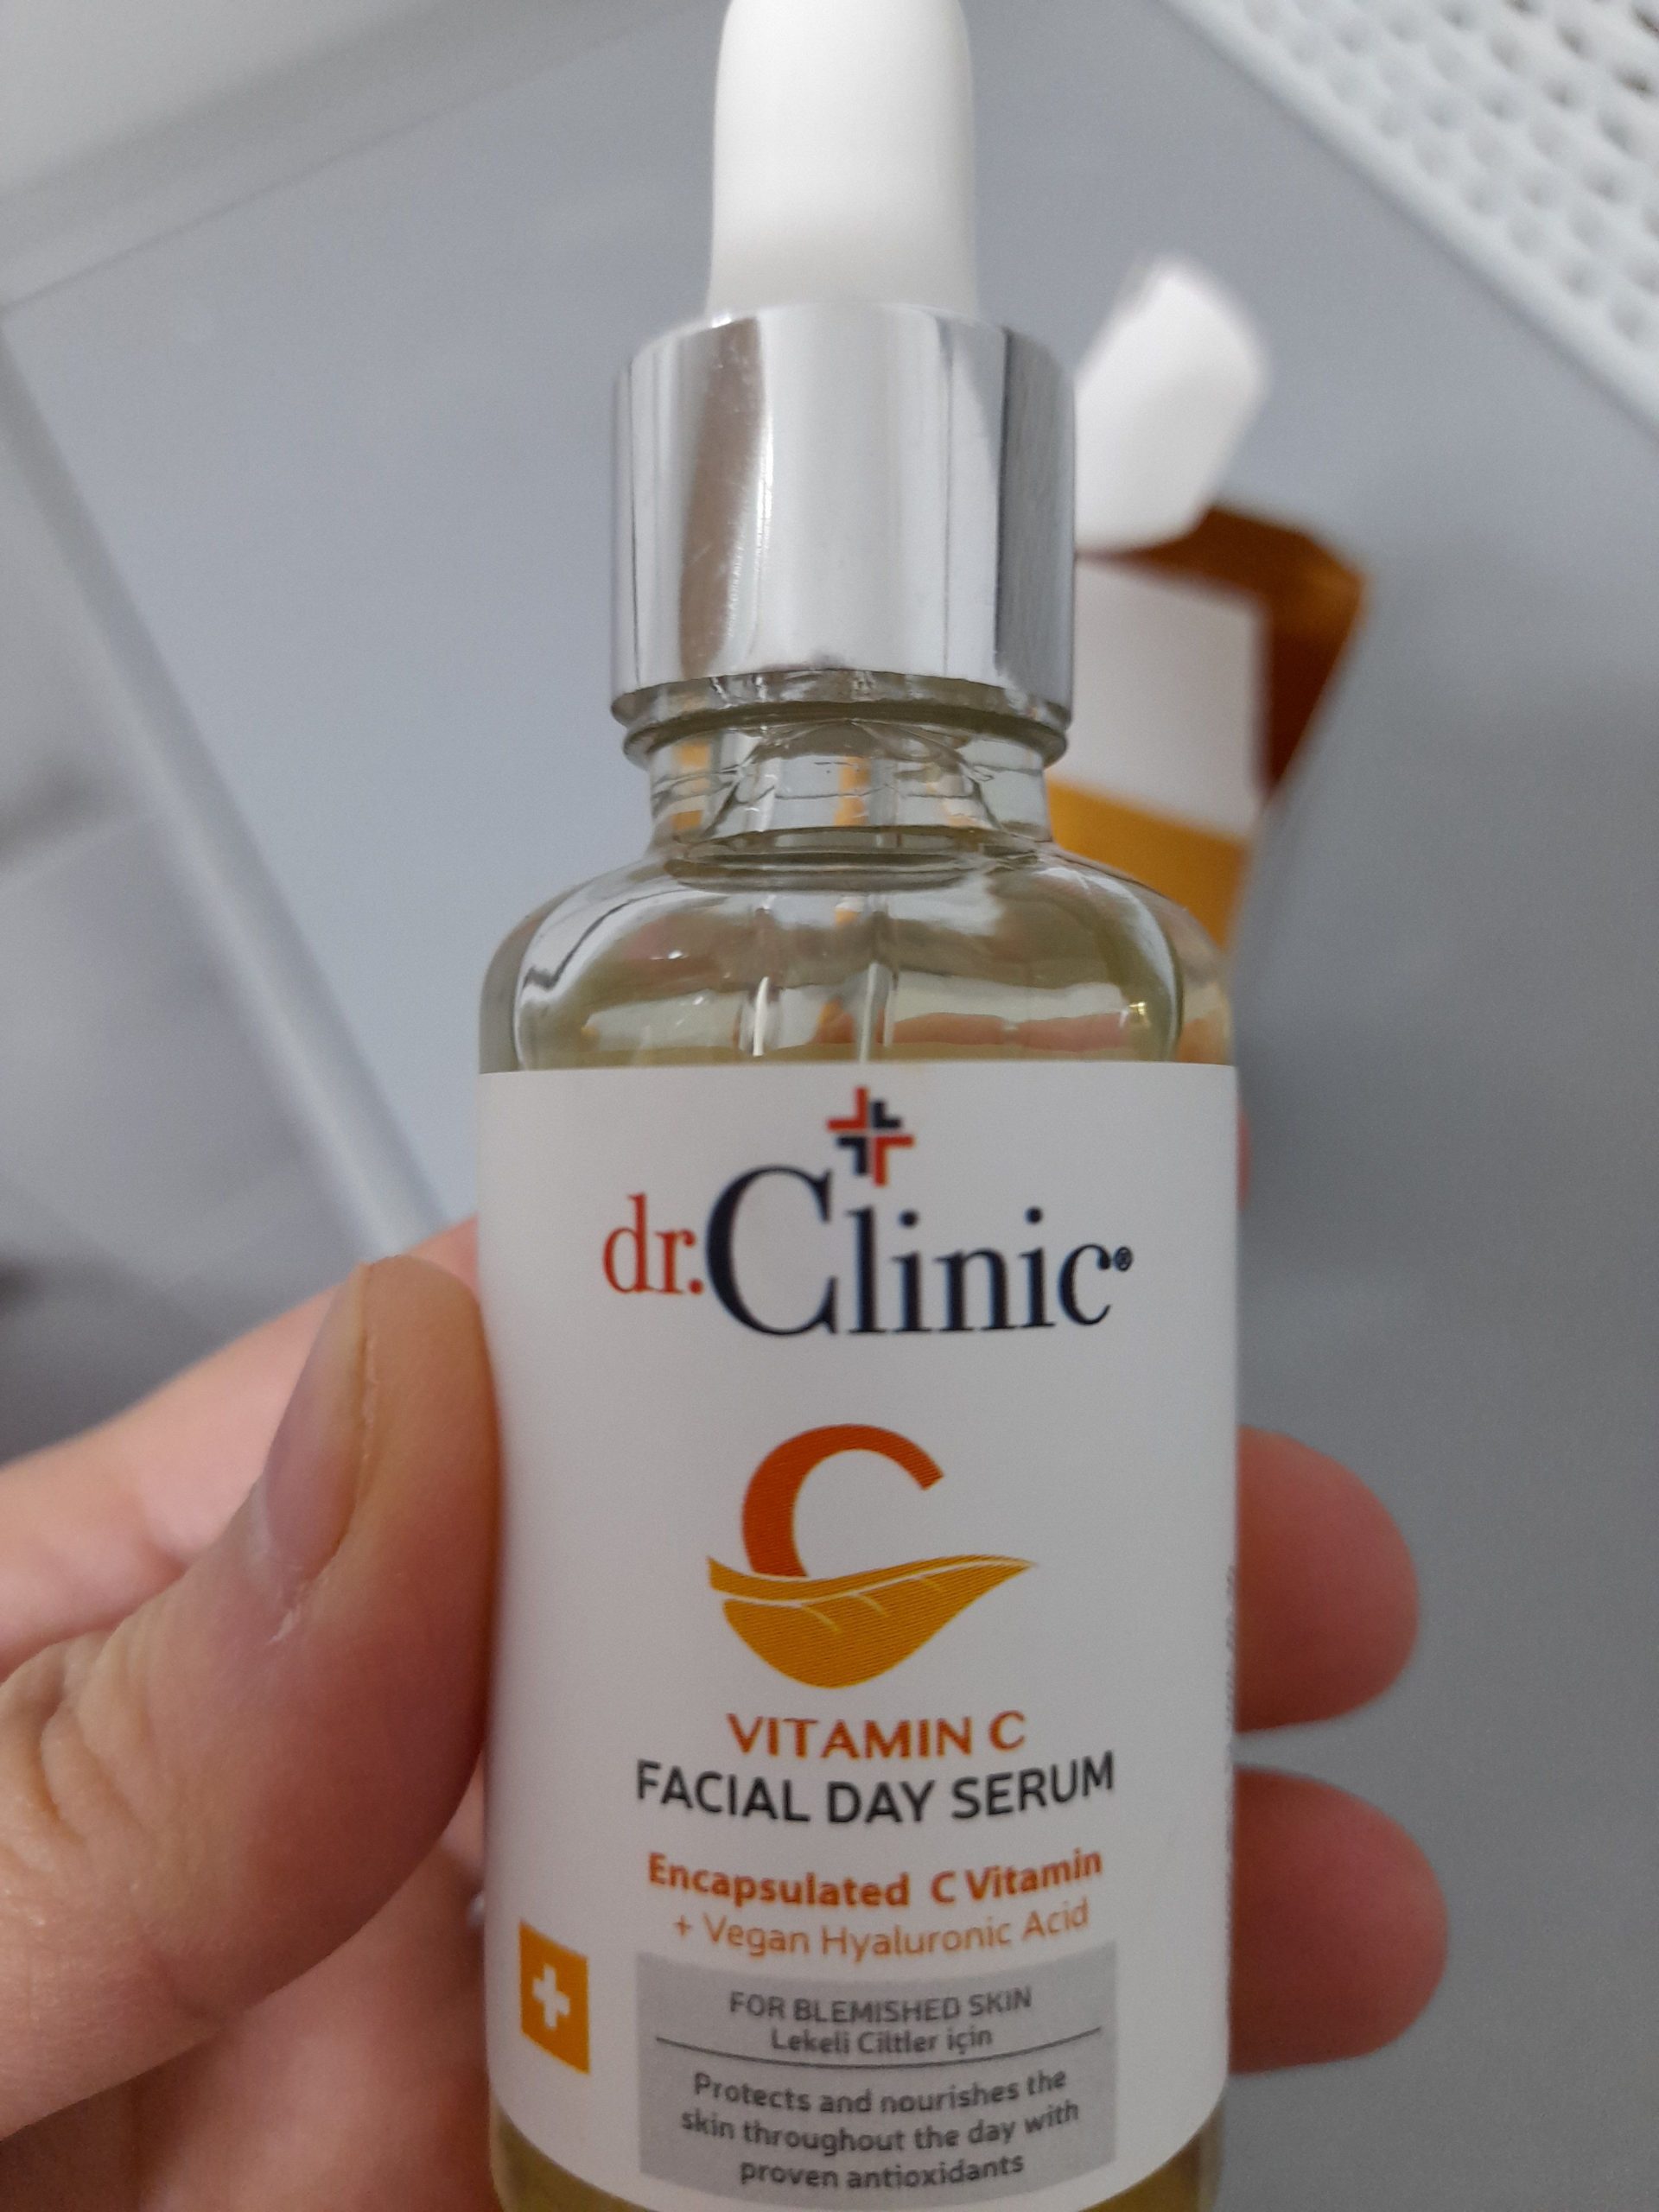 dr.Clinic®
VITAMIN C
FACIAL DAY SERUM
Encapsulated C Vitamin
+ Vegan Hyaluronic Acid
FOR BLEMISHED SKIN
Lekeli Ciltler için
Protects and nourishes the
skin throughout the day with
proven antioxidants